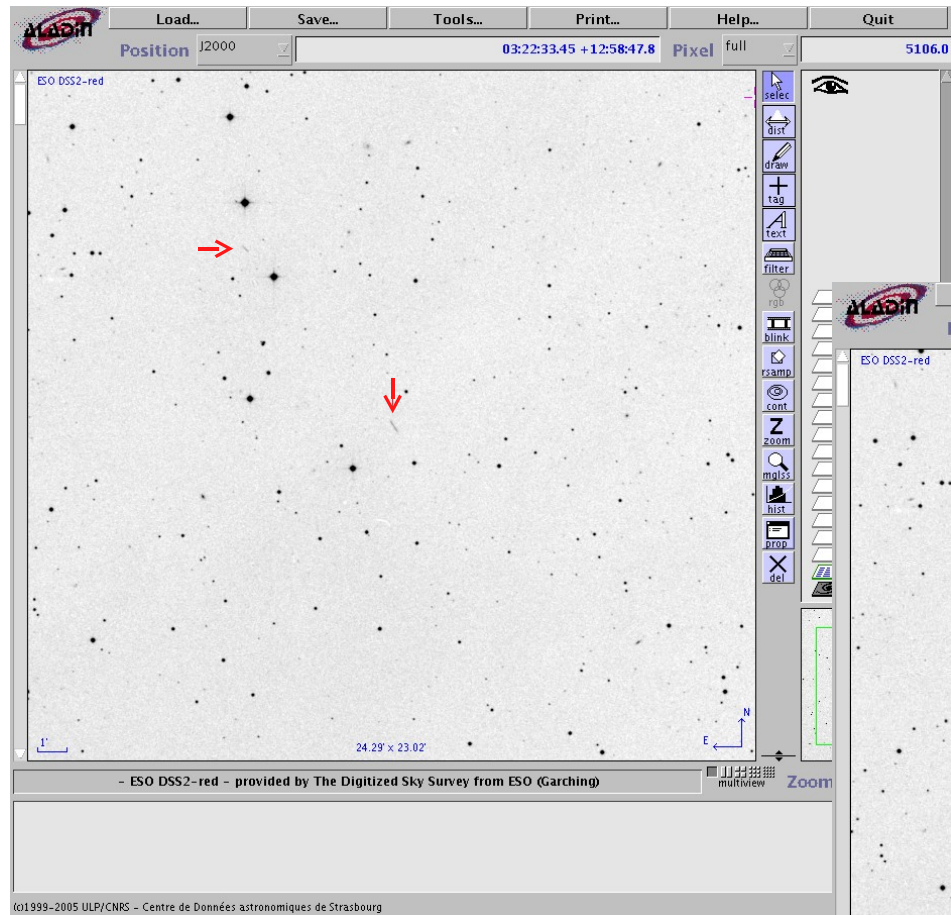 ALADIN
Load... Save... Tools... Print... Help... Quit
Position J2000 03:22:33.45 +12:58:47.8 Pixel full 5106.0
ESO DSS2-red
selec
dist
draw
tag
text
filter
rgb
blink
rsamp
cont
zoom
mglss
hist
prop
del
ALADIN
ESO DSS2-red
1'
24.29' x 23.02'
N
E
- ESO DSS2-red - provided by The Digitized Sky Survey from ESO (Garching)
multiview
Zoom
(c)1999-2005 ULP/CNRS - Centre de Données astronomiques de Strasbourg